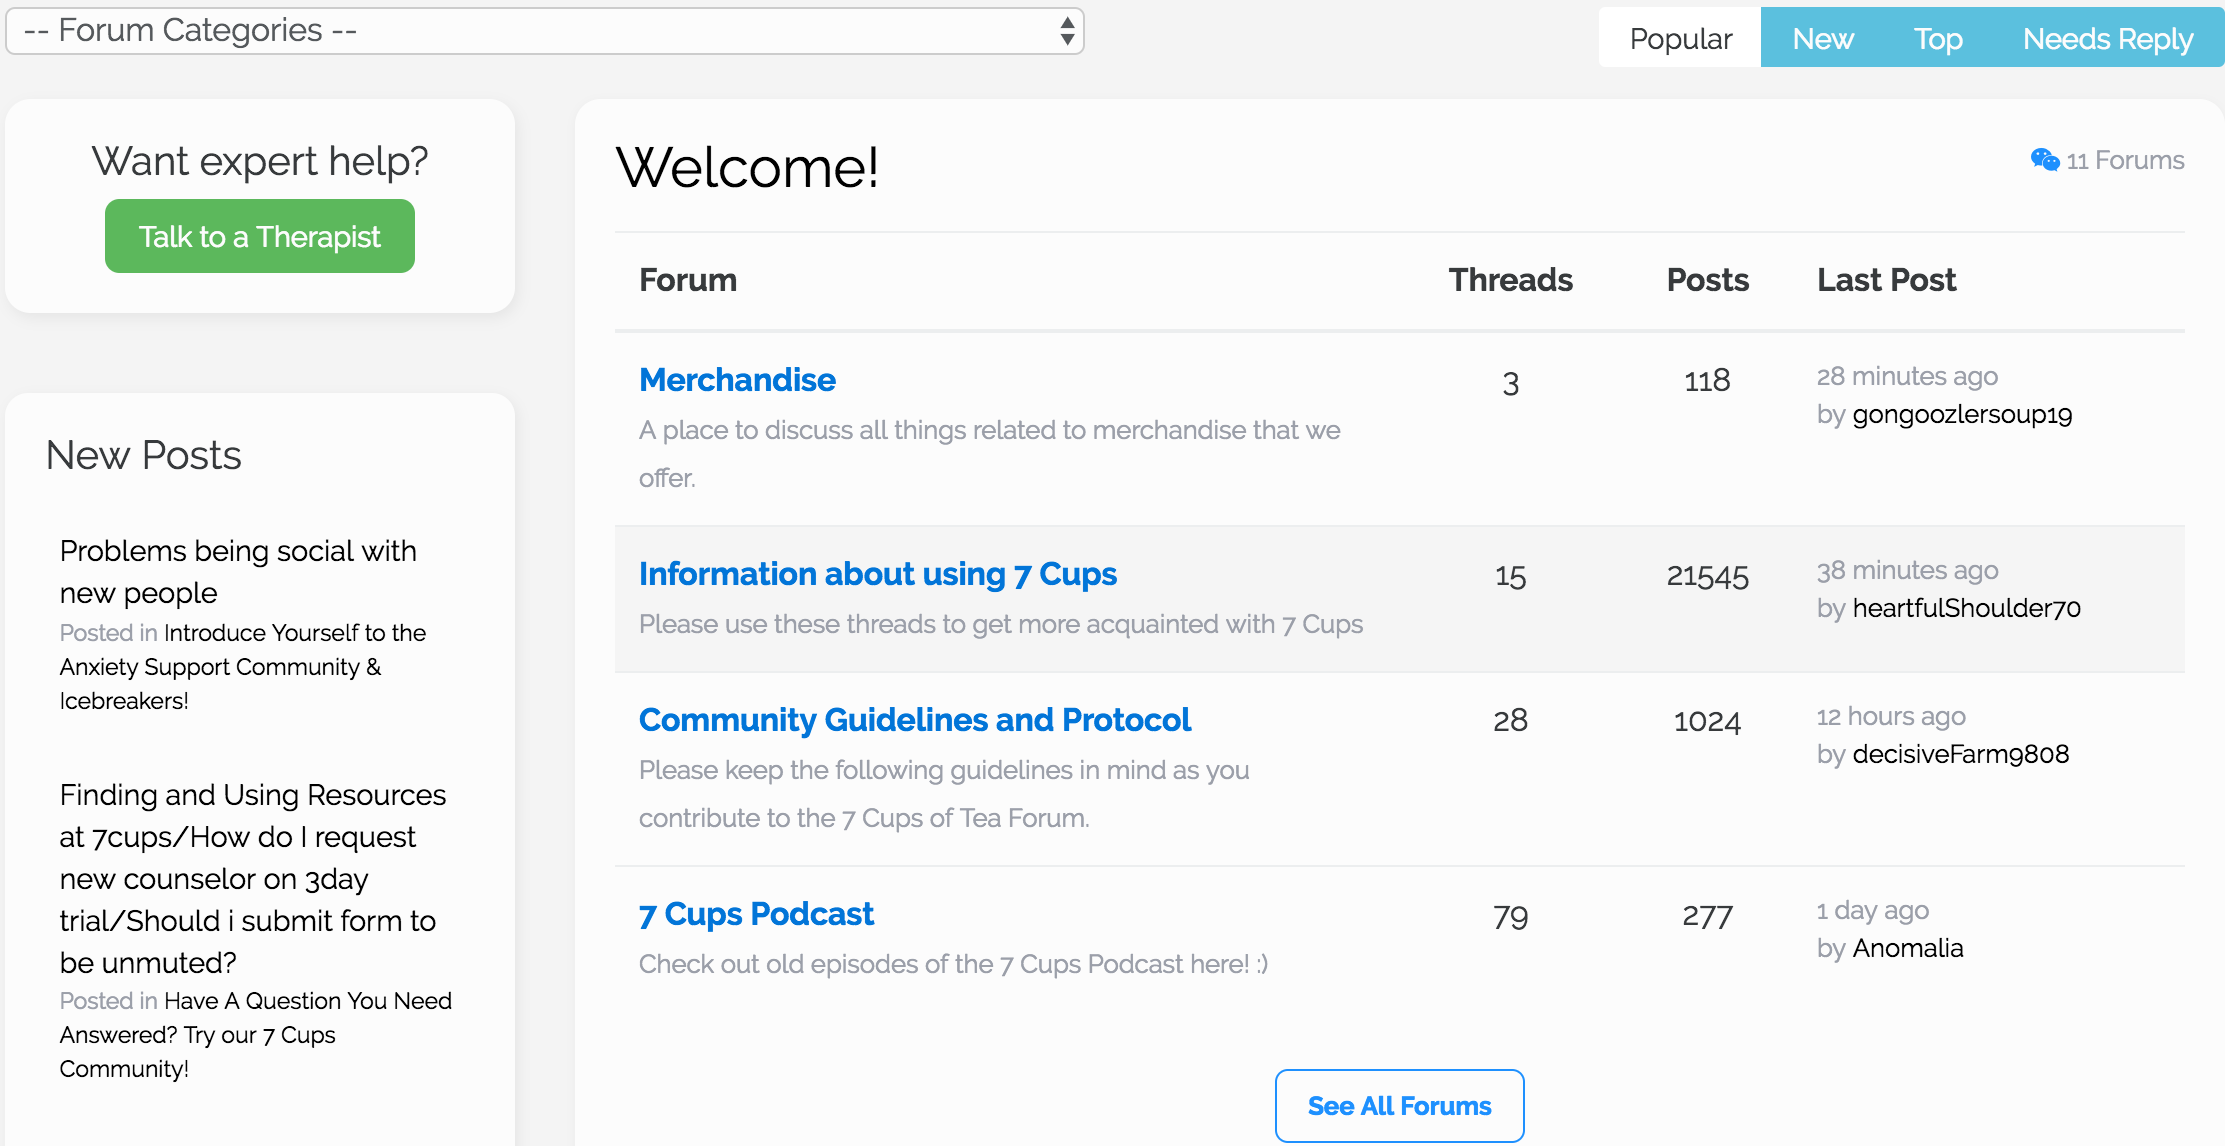 -- Forum Categories --
Popular New Top Needs Reply
Want expert help?
Talk to a Therapist
New Posts
Problems being social with
new people
Posted in Introduce Yourself to the
Anxiety Support Community &
Icebreakers!
Finding and Using Resources
at 7cups/How do I request
new counselor on 3day
trial/Should i submit form to
be unmuted?
Posted in Have A Question You Need
Answered? Try our 7 Cups
Community!
Welcome!
11 Forums
Forum Threads Posts Last Post
Merchandise 3 118 28 minutes ago
by gongoozlersoup19
A place to discuss all things related to merchandise that we
offer.
Information about using 7 Cups 15 21545 38 minutes ago
by heartfulShoulder70
Please use these threads to get more acquainted with 7 Cups
Community Guidelines and Protocol 28 1024 12 hours ago
by decisiveFarm9808
Please keep the following guidelines in mind as you
contribute to the 7 Cups of Tea Forum.
7 Cups Podcast 79 277 1 day ago
by Anomalia
Check out old episodes of the 7 Cups Podcast here! :)
See All Forums